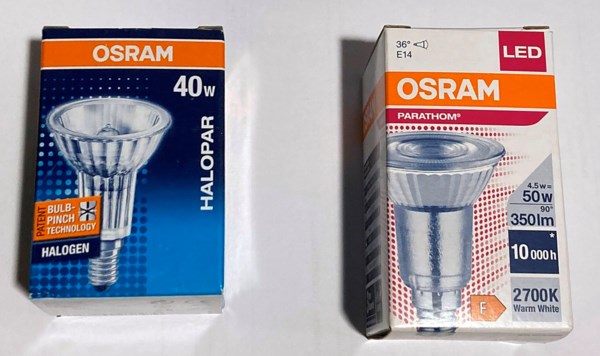 OSRAM
40W
HALOPAR
PATENT
BULB-
PINCH
TECHNOLOGY
HALOGEN
36°
E14
LED
OSRAM
PARATHOM®
4.5W=
50W
90°
350lm
*
10 000 h
F
2700K
Warm White